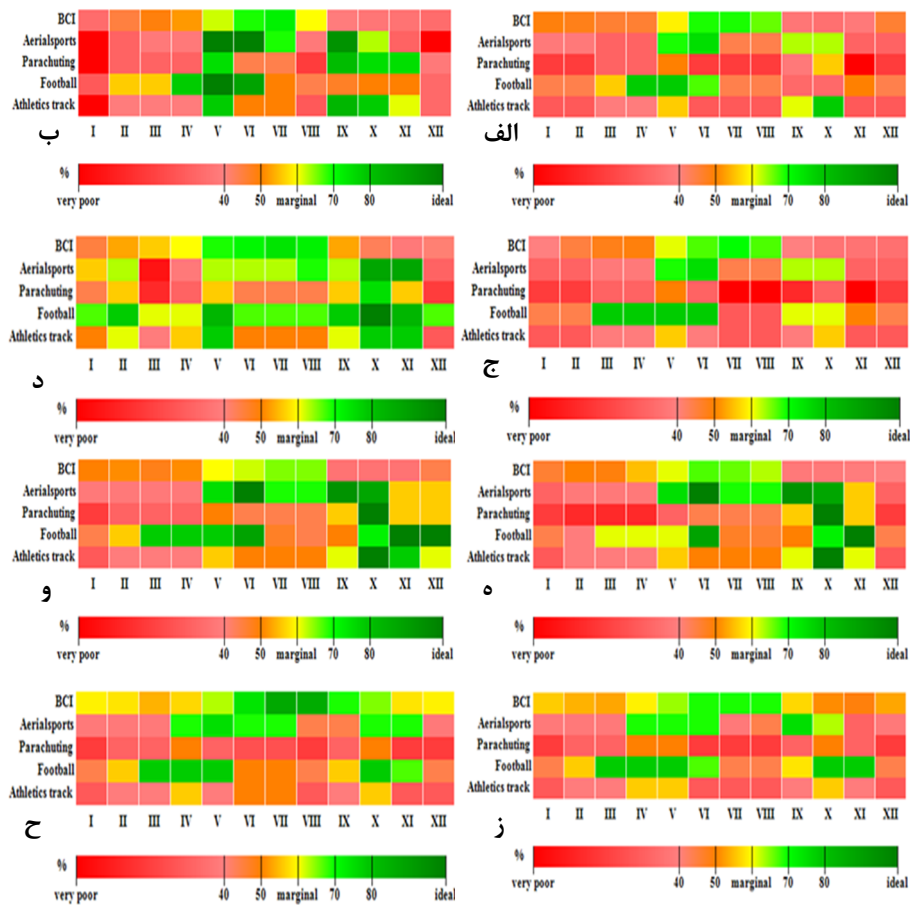 BCI
Aerialsports
Parachuting
Football
Athletics track
I II III IV V VI VII VIII IX X XI XII
ب
%
very poor 40 50 marginal 70 80 ideal
BCI
Aerialsports
Parachuting
Football
Athletics track
I II III IV V VI VII VIII IX X XI XII
الف
%
very poor 40 50 marginal 70 80 ideal
BCI
Aerialsports
Parachuting
Football
Athletics track
I II III IV V VI VII VIII IX X XI XII
د
%
very poor 40 50 marginal 70 80 ideal
BCI
Aerialsports
Parachuting
Football
Athletics track
I II III IV V VI VII VIII IX X XI XII
ج
%
very poor 40 50 marginal 70 80 ideal
BCI
Aerialsports
Parachuting
Football
Athletics track
I II III IV V VI VII VIII IX X XI XII
و
%
very poor 40 50 marginal 70 80 ideal
BCI
Aerialsports
Parachuting
Football
Athletics track
I II III IV V VI VII VIII IX X XI XII
ه
%
very poor 40 50 marginal 70 80 ideal
BCI
Aerialsports
Parachuting
Football
Athletics track
I II III IV V VI VII VIII IX X XI XII
ح
%
very poor 40 50 marginal 70 80 ideal
BCI
Aerialsports
Parachuting
Football
Athletics track
I II III IV V VI VII VIII IX X XI XII
ز
%
very poor 40 50 marginal 70 80 ideal